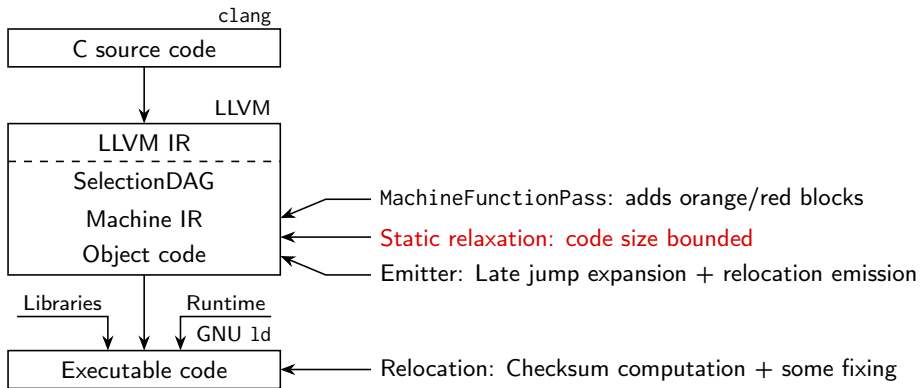 clang
C source code
LLVM
LLVM IR
SelectionDAG
Machine IR
Object code
MachineFunctionPass: adds orange/red blocks
Static relaxation: code size bounded
Emitter: Late jump expansion + relocation emission
Libraries
Runtime
GNU ld
Executable code
Relocation: Checksum computation + some fixing